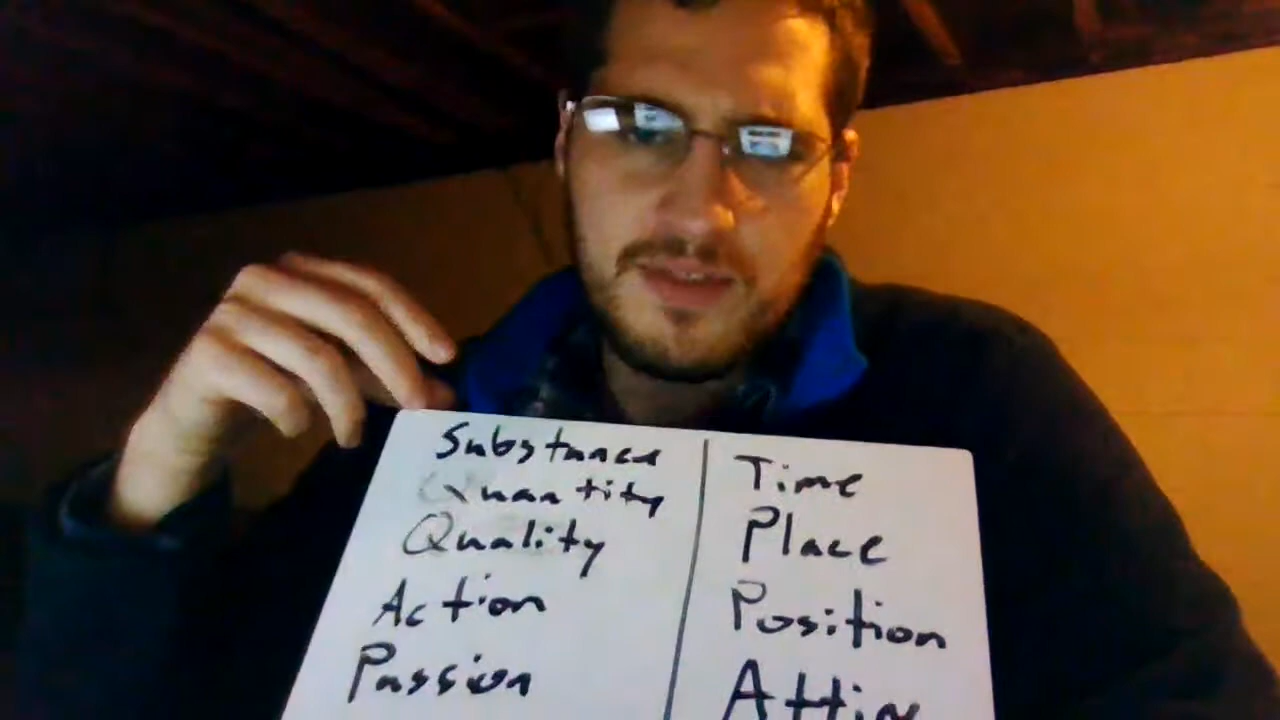 Substance
Quantity
Quality
Action
Passion
Time
Place
Position